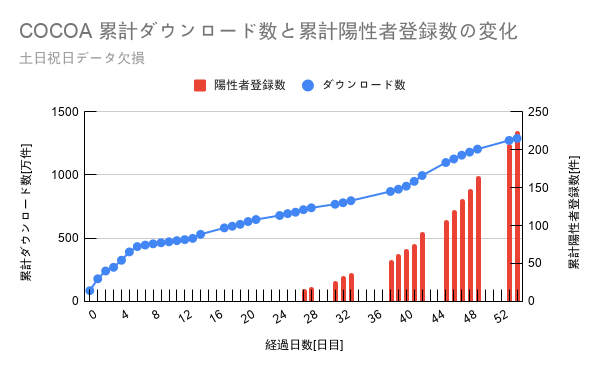 COCOA 累計ダウンロード数と累計陽性者登録数の変化
土日祝日データ欠損
陽性者登録数 ダウンロード数
累計ダウンロード数[万件]
1500
1000
500
0
250
200
150
100
50
0
累計陽性者登録数[件]
0 4 8 12 16 20 24 28 32 36 40 44 48 52
経過日数[日目]